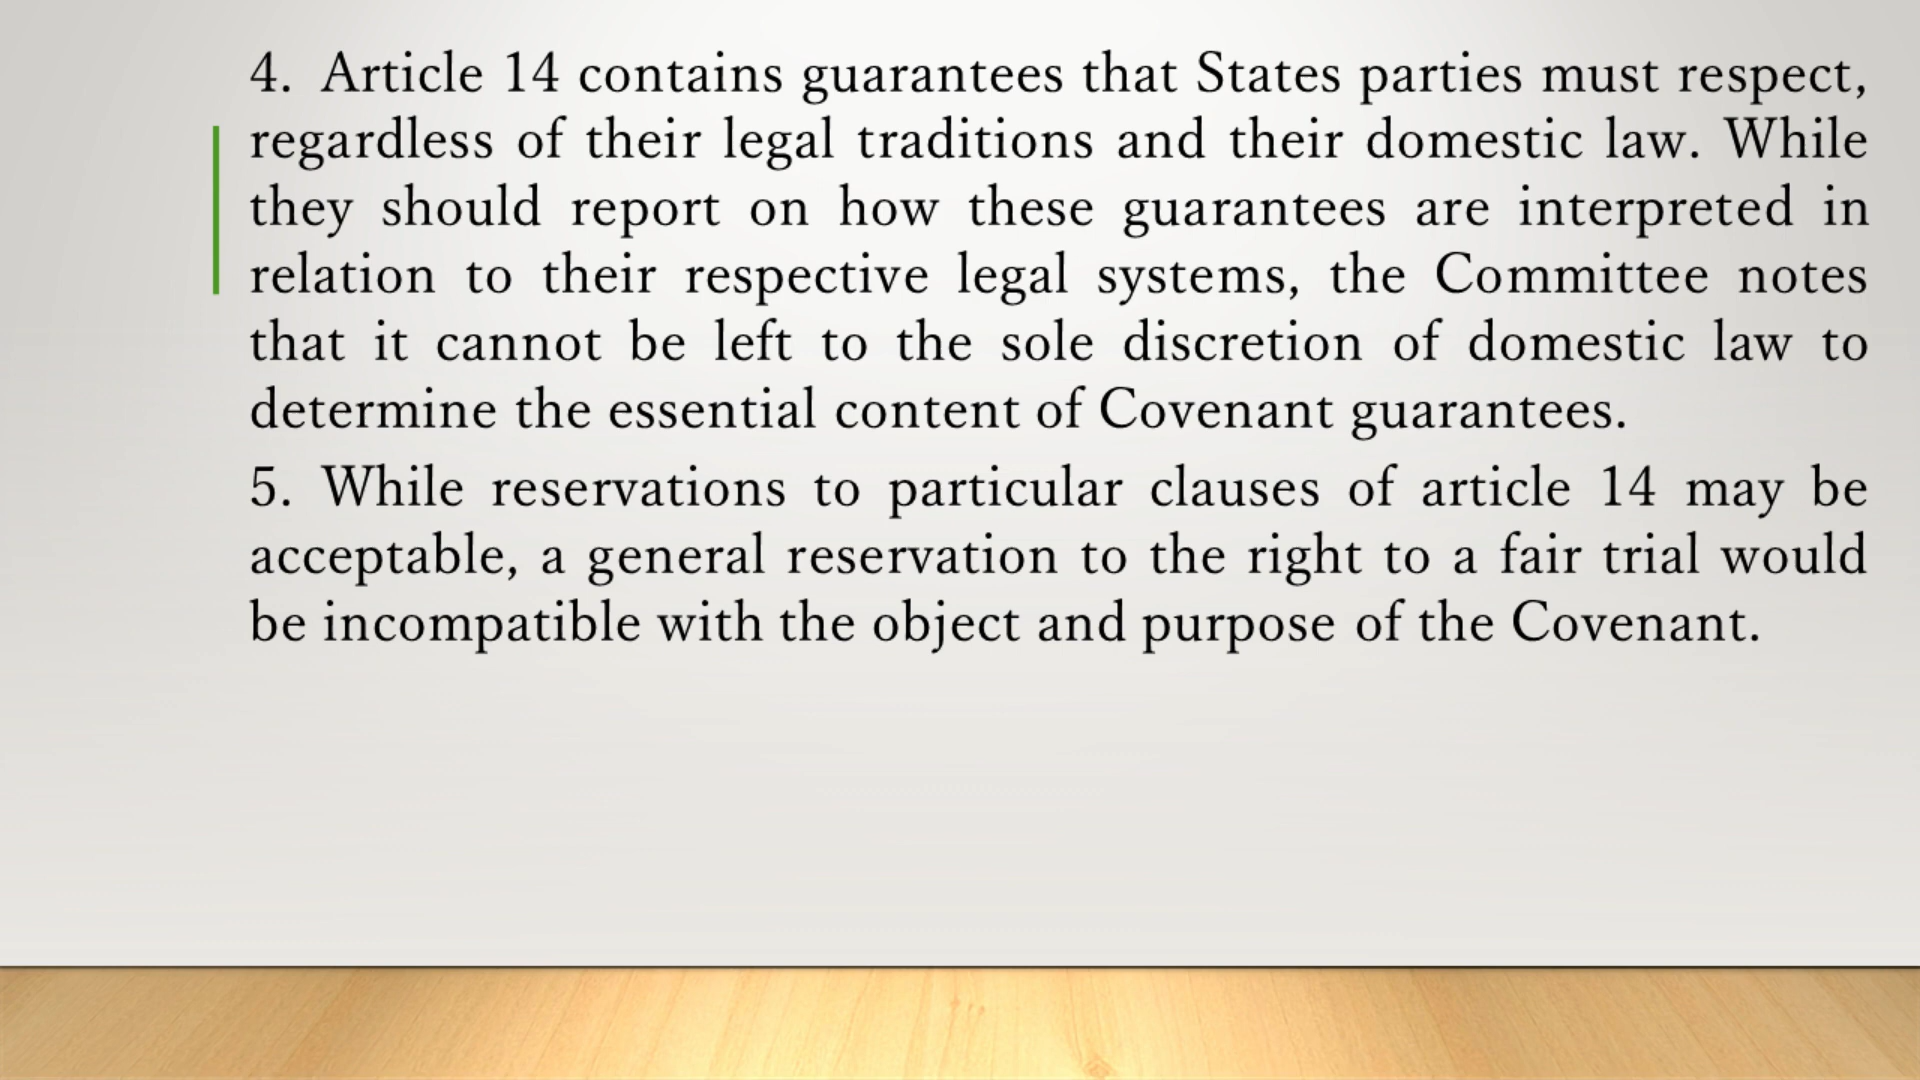 4. Article 14 contains guarantees that States parties must respect,
regardless of their legal traditions and their domestic law. While
they should report on how these guarantees are interpreted in
relation to their respective legal systems, the Committee notes
that it cannot be left to the sole discretion of domestic law to
determine the essential content of Covenant guarantees.
5. While reservations to particular clauses of article 14 may be
acceptable, a general reservation to the right to a fair trial would
be incompatible with the object and purpose of the Covenant.